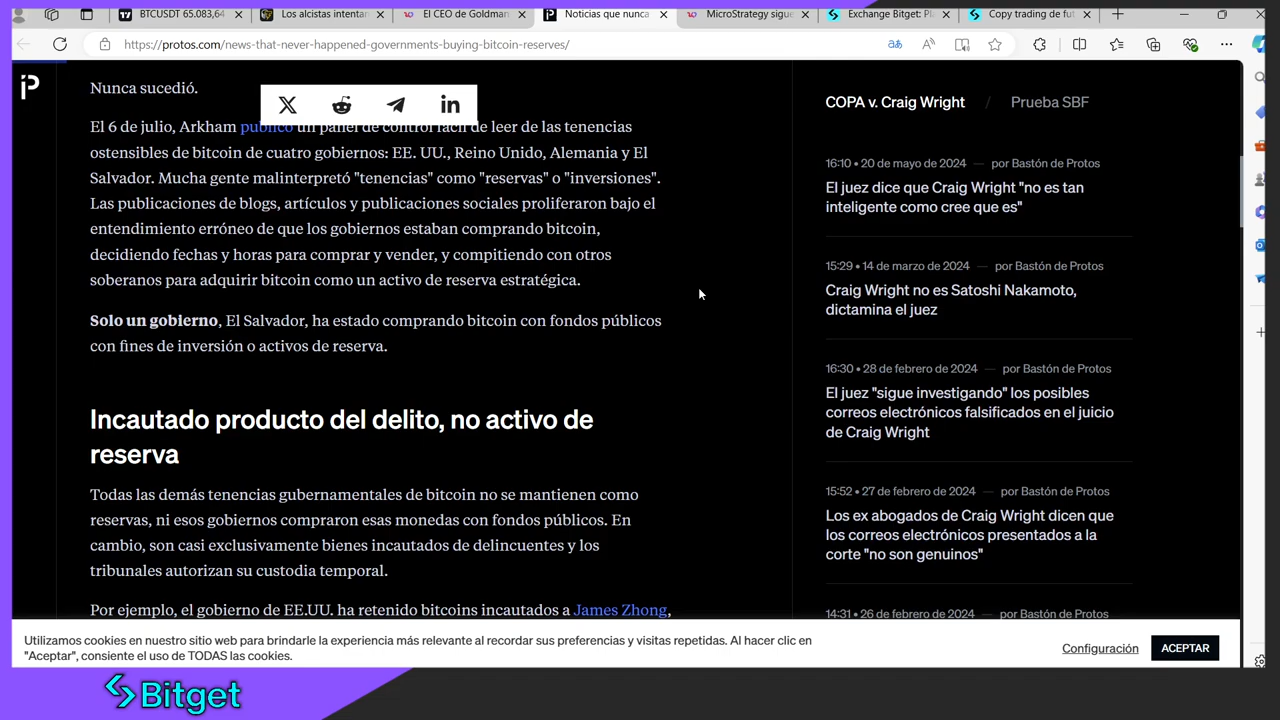 BTCUSDT 65.083,64
Los alcistas intentan
El CEO de Goldman
Noticias que nunca
MicroStrategy sigue
Exchange Bitget: Pl
Copy trading de fut
https://protos.com/news-that-never-happened-governments-buying-bitcoin-reserves/
Nunca sucedió.
El 6 de julio, Arkham publicó un panel de control fácil de leer de las tenencias
ostensibles de bitcoin de cuatro gobiernos: EE. UU., Reino Unido, Alemania y El
Salvador. Mucha gente malinterpretó "tenencias" como "reservas" o "inversiones".
Las publicaciones de blogs, artículos y publicaciones sociales proliferaron bajo el
entendimiento erróneo de que los gobiernos estaban comprando bitcoin,
decidiendo fechas y horas para comprar y vender, y compitiendo con otros
soberanos para adquirir bitcoin como un activo de reserva estratégica.
Solo un gobierno, El Salvador, ha estado comprando bitcoin con fondos públicos
con fines de inversión o activos de reserva.
Incautado producto del delito, no activo de
reserva
Todas las demás tenencias gubernamentales de bitcoin no se mantienen como
reservas, ni esos gobiernos compraron esas monedas con fondos públicos. En
cambio, son casi exclusivamente bienes incautados de delincuentes y los
tribunales autorizan su custodia temporal.
Por ejemplo, el gobierno de EE.UU. ha retenido bitcoins incautados a James Zhong,
COPA v. Craig Wright / Prueba SBF
16:10 • 20 de mayo de 2024 — por Bastón de Protos
El juez dice que Craig Wright "no es tan
inteligente como cree que es"
15:29 • 14 de marzo de 2024 — por Bastón de Protos
Craig Wright no es Satoshi Nakamoto,
dictamina el juez
16:30 • 28 de febrero de 2024 — por Bastón de Protos
El juez "sigue investigando" los posibles
correos electrónicos falsificados en el juicio
de Craig Wright
15:52 • 27 de febrero de 2024 — por Bastón de Protos
Los ex abogados de Craig Wright dicen que
los correos electrónicos presentados a la
corte "no son genuinos"
14:31 • 26 de febrero de 2024 — por Bastón de Protos
Utilizamos cookies en nuestro sitio web para brindarle la experiencia más relevante al recordar sus preferencias y visitas repetidas. Al hacer clic en
"Aceptar", consiente el uso de TODAS las cookies.
Configuración
ACEPTAR
Bitget